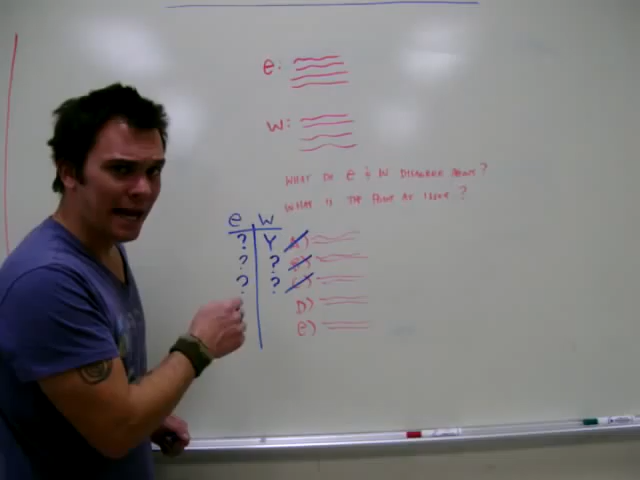 e:
W:
WHAT DO e & W DISAGREE ABOUT?
WHAT IS THE POINT AT ISSUE?
e W
? Y A)
? ? B)
? ? C)
D)
e)